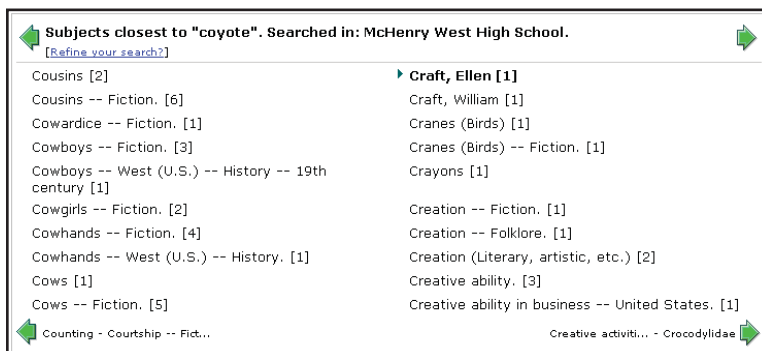 Subjects closest to "coyote". Searched in: McHenry West High School.
[Refine your search?]
Cousins [2]
Cousins -- Fiction. [6]
Cowardice -- Fiction. [1]
Cowboys -- Fiction. [3]
Cowboys -- West (U.S.) -- History -- 19th
century [1]
Cowgirls -- Fiction. [2]
Cowhands -- Fiction. [4]
Cowhands -- West (U.S.) -- History. [1]
Cows [1]
Cows -- Fiction. [5]
Craft, Ellen [1]
Craft, William [1]
Cranes (Birds) [1]
Cranes (Birds) -- Fiction. [1]
Crayons [1]
Creation -- Fiction. [1]
Creation -- Folklore. [1]
Creation (Literary, artistic, etc.) [2]
Creative ability. [3]
Creative ability in business -- United States. [1]
Counting - Courtship -- Fict...
Creative activiti... - Crocodylidae